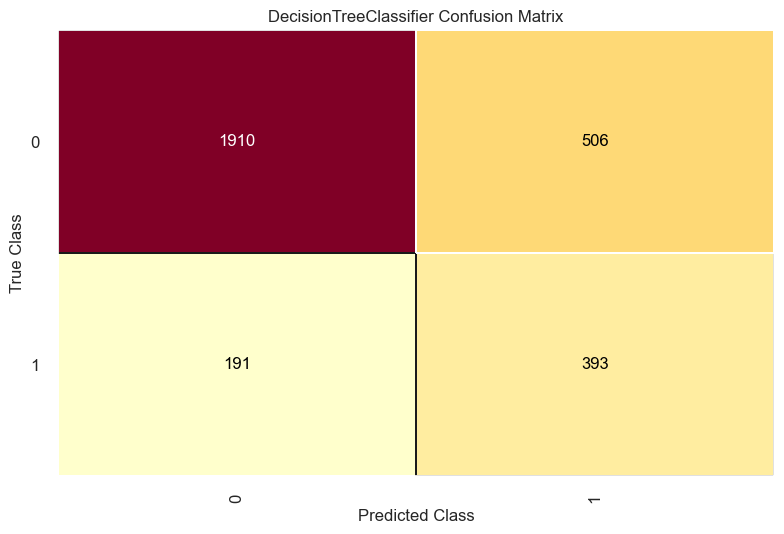 DecisionTreeClassifier Confusion Matrix
True Class
0
1910
506
1
191
393
0
1
Predicted Class